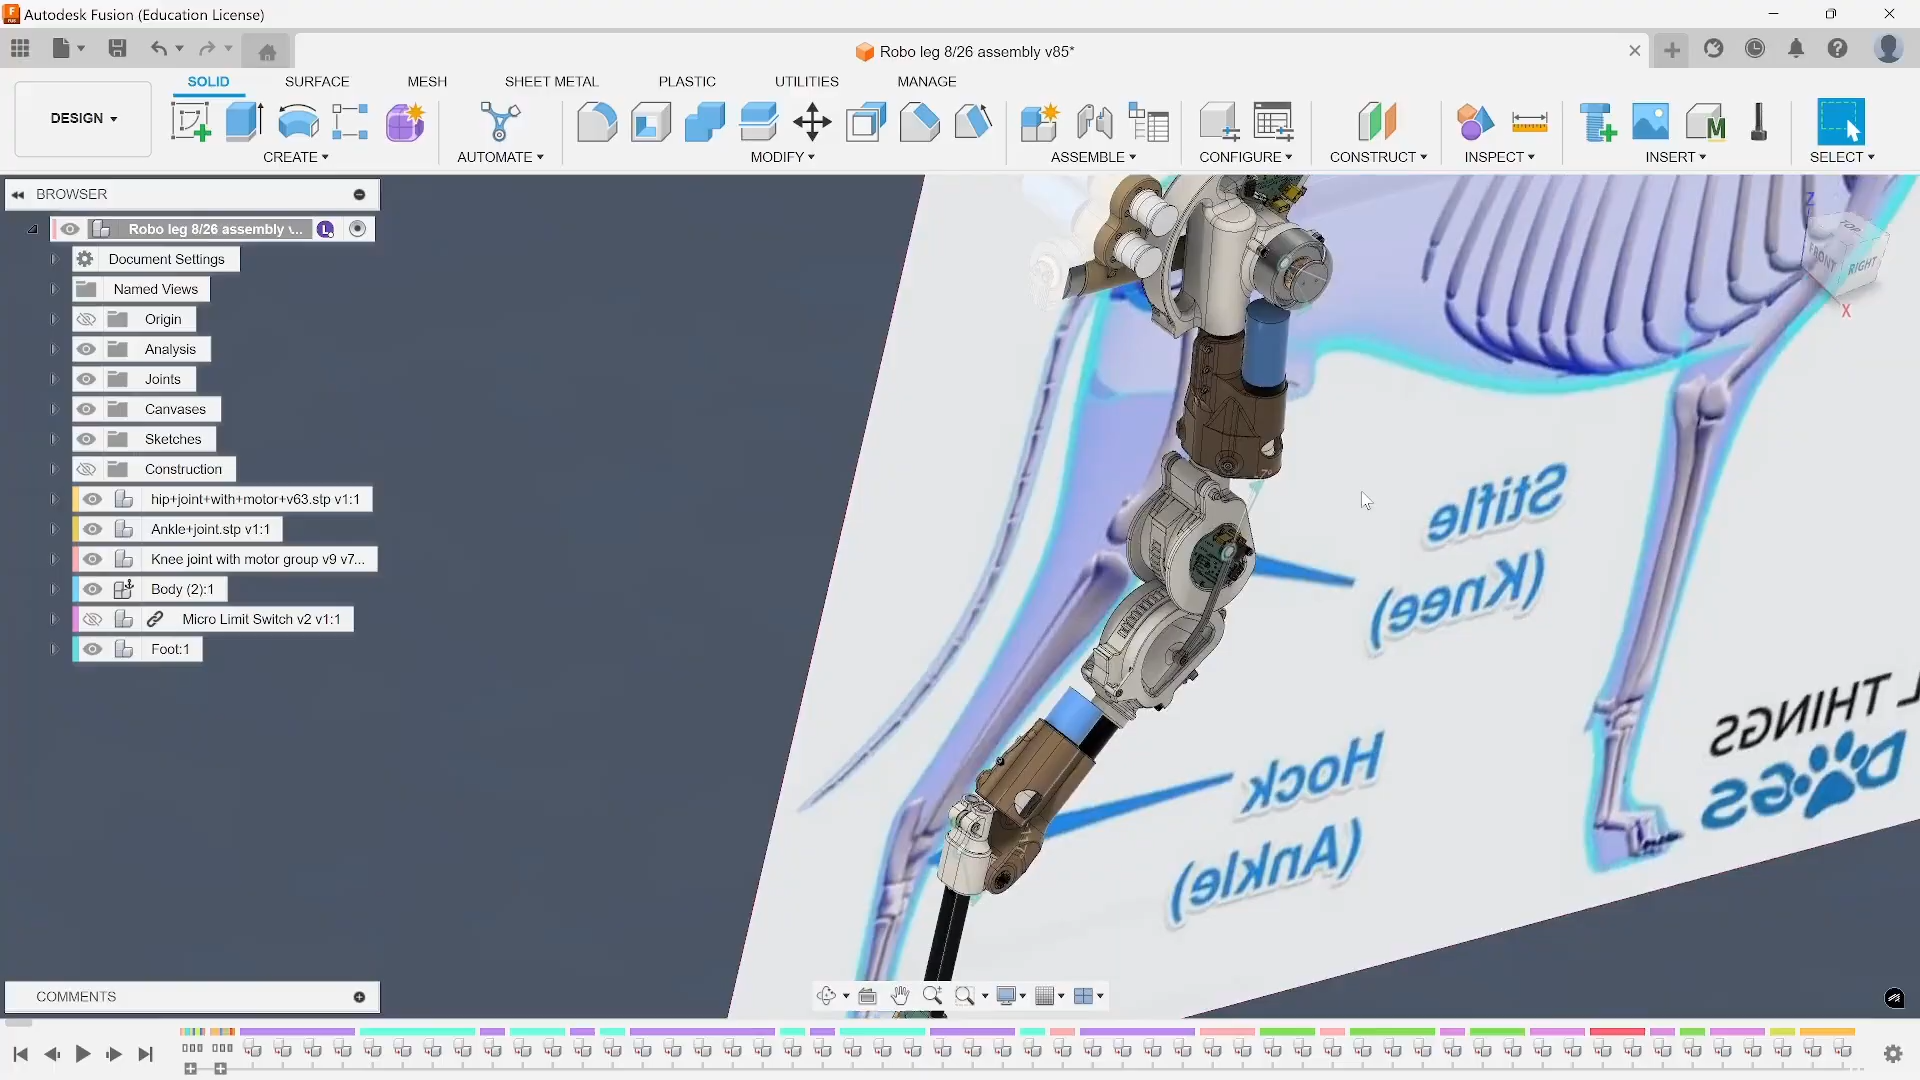 Autodesk Fusion (Education License)
Robo leg 8/26 assembly v85*
SOLID SURFACE MESH SHEET METAL PLASTIC UTILITIES MANAGE
DESIGN
CREATE AUTOMATE MODIFY ASSEMBLE CONFIGURE CONSTRUCT INSPECT INSERT SELECT
BROWSER
Robo leg 8/26 assembly v...
L
Document Settings
Named Views
Origin
Analysis
Joints
Canvases
Sketches
Construction
hip+joint+with+motor+v63.stp v1:1
Ankle+joint.stp v1:1
Knee joint with motor group v9 v7...
Body (2):1
Micro Limit Switch v2 v1:1
Foot:1
Z
TOP
FRONT
RIGHT
X
Stifle
(Knee)
Hock
(Ankle)
L THINGS
DOGS
COMMENTS